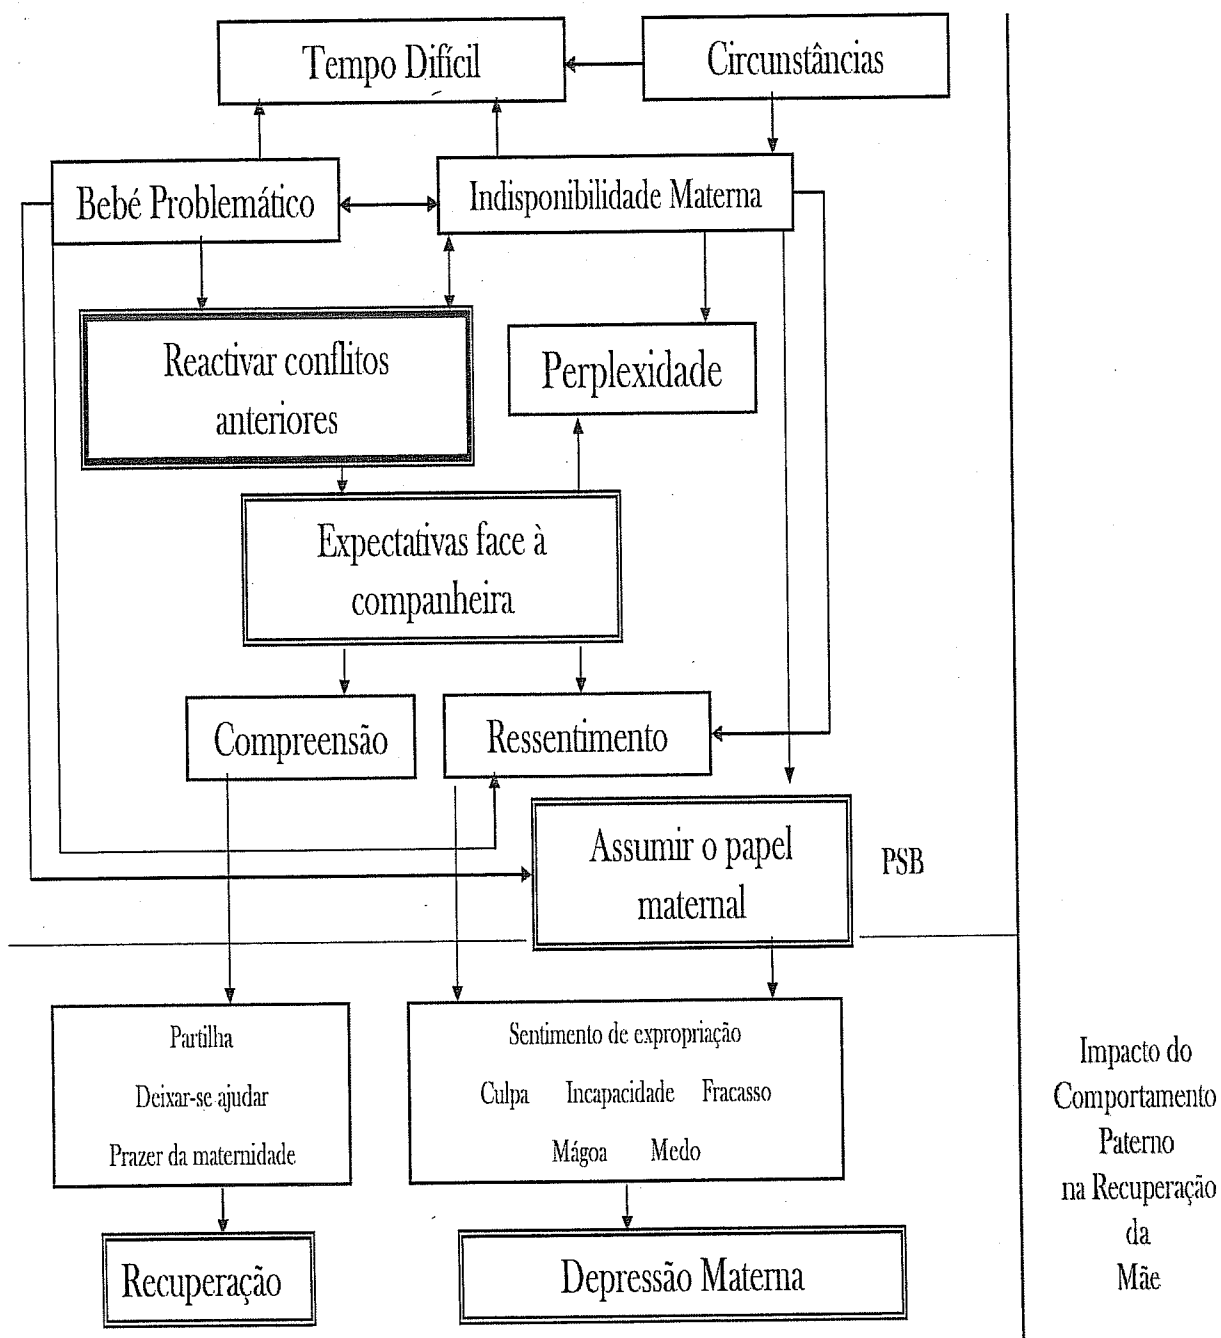 Tempo Difícil
Circunstâncias
Bebé Problemático
Indisponibilidade Materna
Reactivar conflitos
anteriores
Perplexidade
Expectativas face à
companheira
Compreensão
Ressentimento
Assumir o papel
maternal
PSB
Partilha
Deixar-se ajudar
Prazer da maternidade
Sentimento de expropriação
Culpa Incapacidade Fracasso
Mágoa Medo
Impacto do
Comportamento
Paterno
na Recuperação
da
Mãe
Recuperação
Depressão Materna